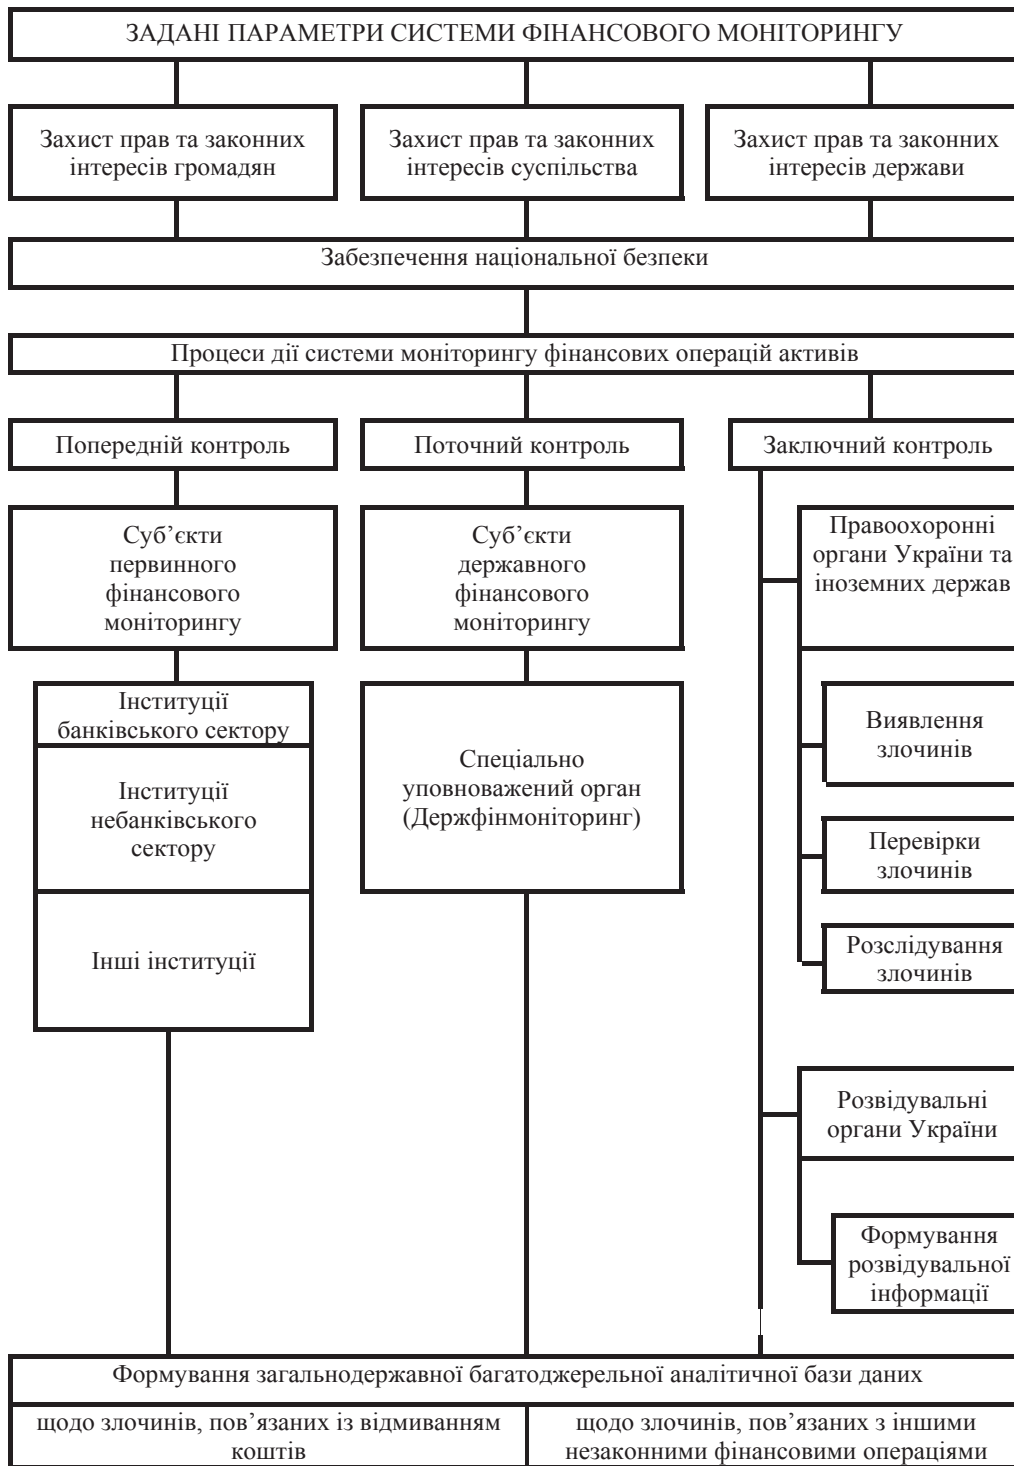 ЗАДАНІ ПАРАМЕТРИ СИСТЕМИ ФІНАНСОВОГО МОНІТОРИНГУ
Захист прав та законних
інтересів громадян
Захист прав та законних
інтересів суспільства
Захист прав та законних
інтересів держави
Забезпечення національної безпеки
Процеси дії системи моніторингу фінансових операцій активів
Попередній контроль
Поточний контроль
Заключний контроль
Суб’єкти
первинного
фінансового
моніторингу
Суб’єкти
державного
фінансового
моніторингу
Правоохоронні
органи України та
іноземних держав
Інституції
банківського сектору
Інституції
небанківського
сектору
Інші інституції
Спеціально
уповноважений орган
(Держфінмоніторинг)
Виявлення
злочинів
Перевірки
злочинів
Розслідування
злочинів
Розвідувальні
органи України
Формування
розвідувальної
інформації
Формування загальнодержавної багатоджерельної аналітичної бази даних
щодо злочинів, пов’язаних із відмиванням
коштів
щодо злочинів, пов’язаних з іншими
незаконними фінансовими операціями